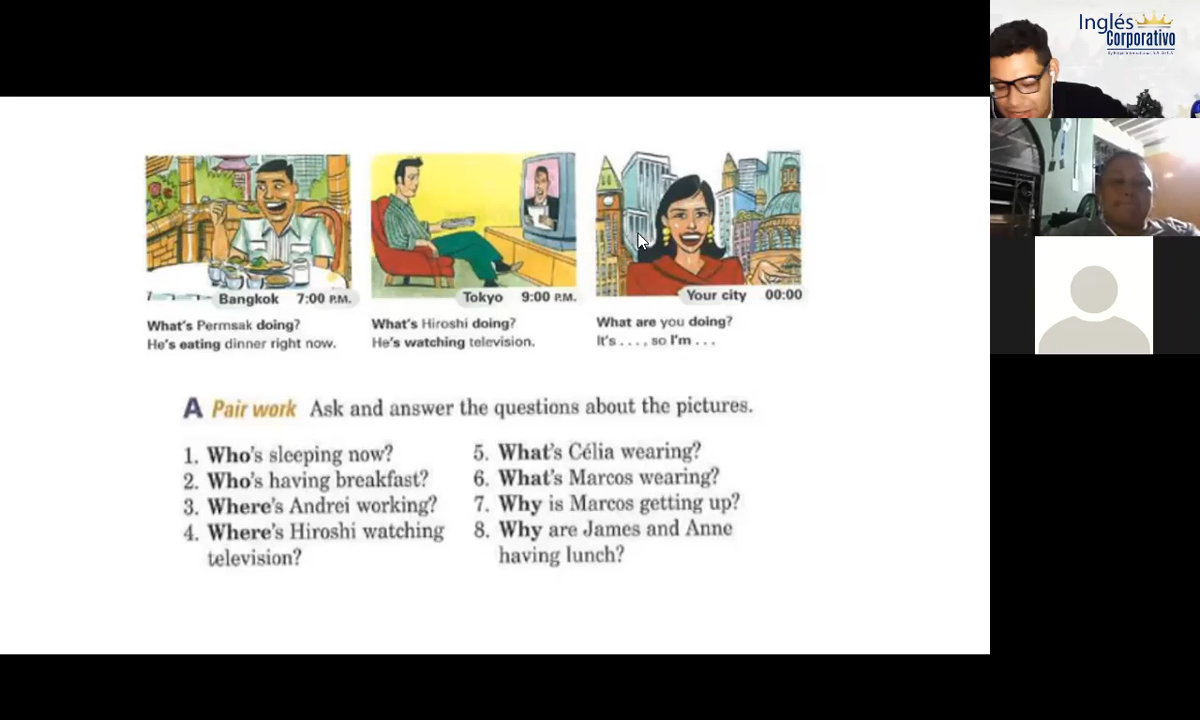 Inglés
Corporativo
Bangkok 7:00 P.M.
What's Permsak doing?
He's eating dinner right now.
Tokyo 9:00 P.M.
What's Hiroshi doing?
He's watching television.
Your city 00:00
What are you doing?
It's . . . , so I'm . . .
A Pair work Ask and answer the questions about the pictures.
1. Who's sleeping now?
2. Who's having breakfast?
3. Where's Andrei working?
4. Where's Hiroshi watching
television?
5. What's Célia wearing?
6. What's Marcos wearing?
7. Why is Marcos getting up?
8. Why are James and Anne
having lunch?